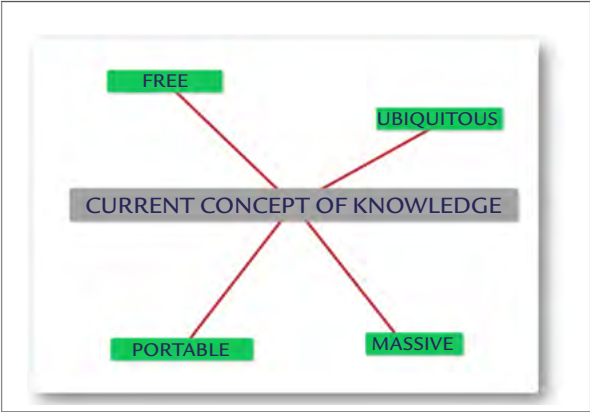 FREE
UBIQUITOUS
CURRENT CONCEPT OF KNOWLEDGE
PORTABLE
MASSIVE